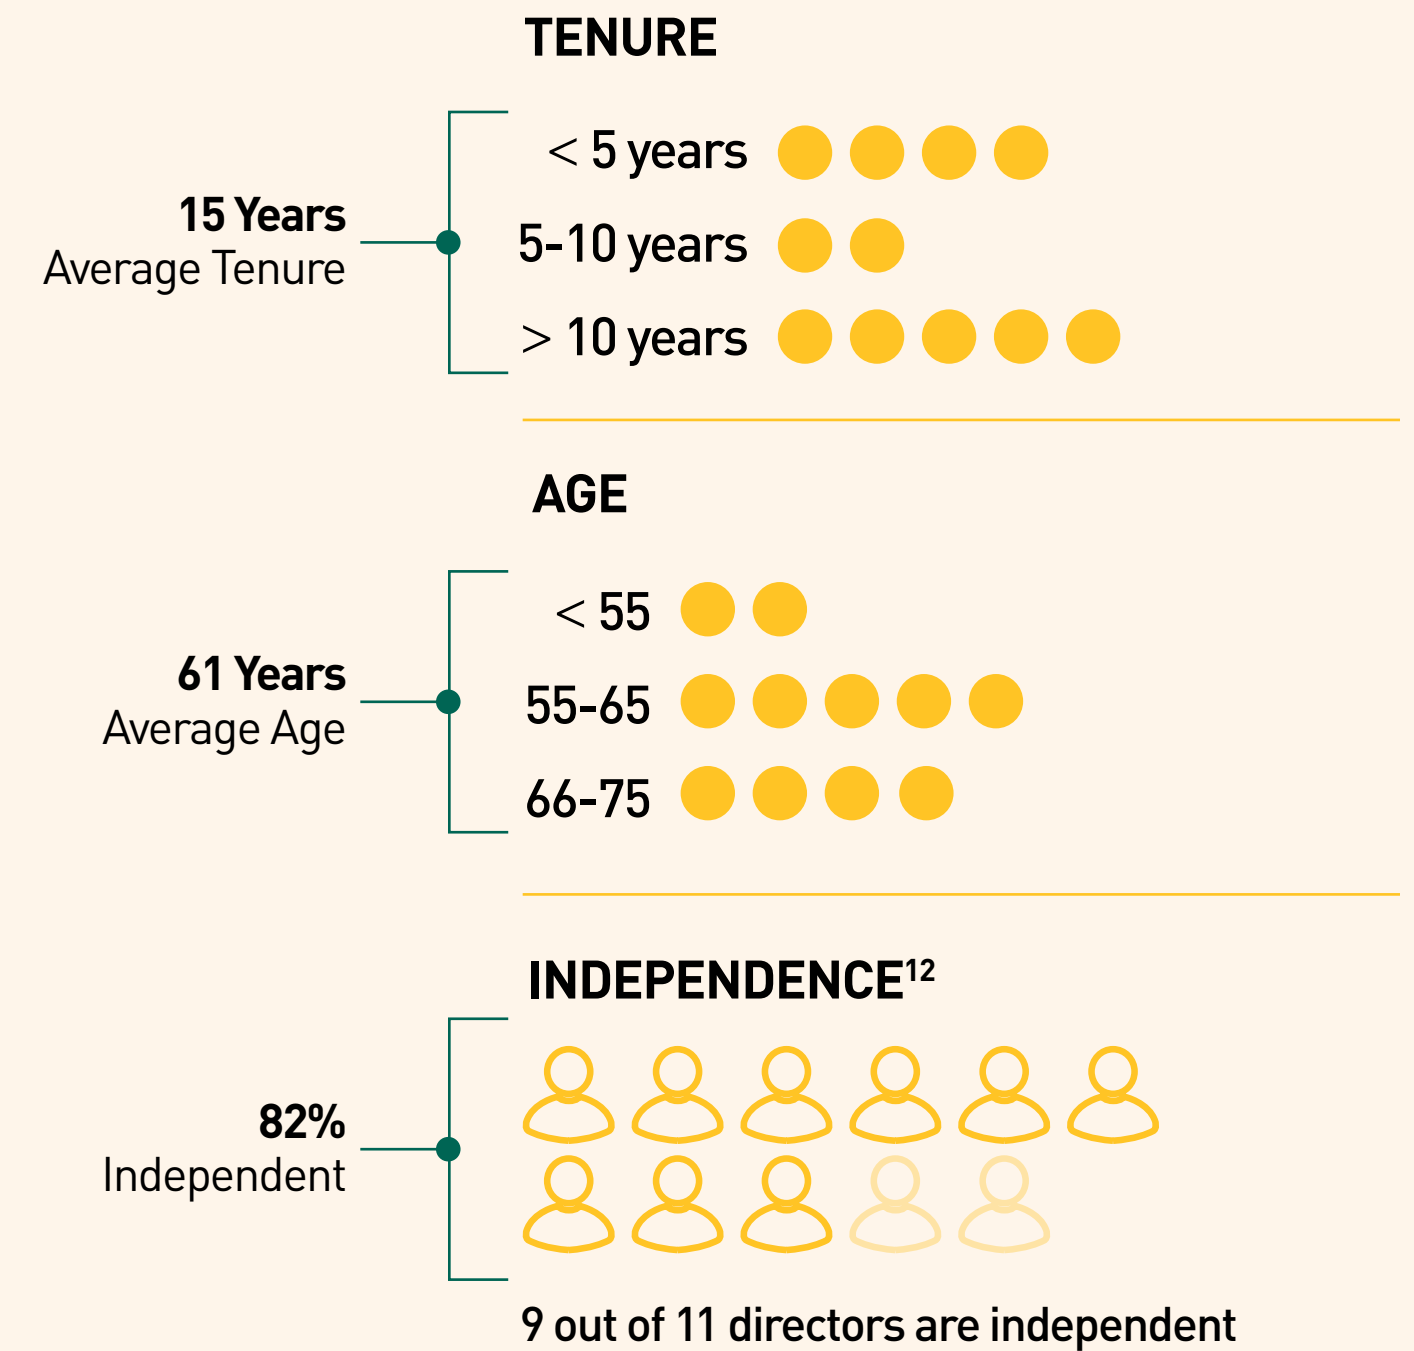 TENURE
15 Years
Average Tenure
< 5 years
5-10 years
> 10 years
AGE
61 Years
Average Age
< 55
55-65
66-75
INDEPENDENCE¹²
82%
Independent
9 out of 11 directors are independent